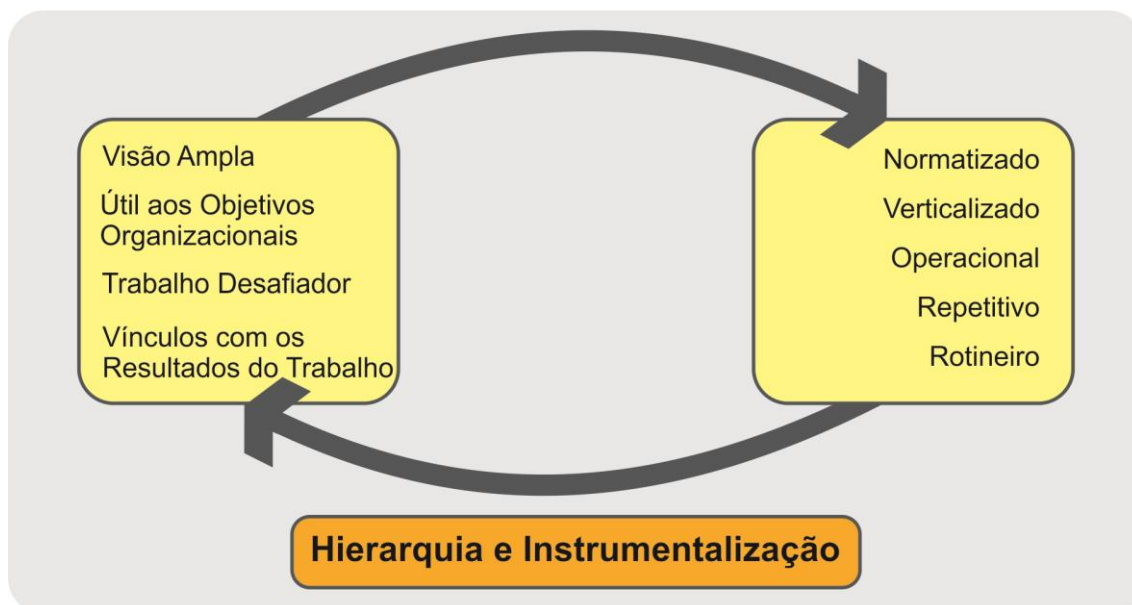 Visão Ampla
Útil aos Objetivos
Organizacionais
Trabalho Desafiador
Vínculos com os
Resultados do Trabalho
Normatizado
Verticalizado
Operacional
Repetitivo
Rotineiro
Hierarquia e Instrumentalização